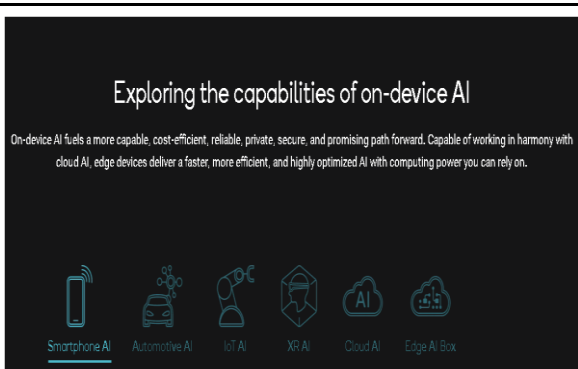 Exploring the capabilities of on-device AI
On-device AI fuels a more capable, cost-efficient, reliable, private, secure, and promising path forward. Capable of working in harmony with
cloud AI, edge devices deliver a faster, more efficient, and highly optimized AI with computing power you can rely on.
AI
Smartphone AI Automotive AI IoT AI XR AI Cloud AI Edge AI Box